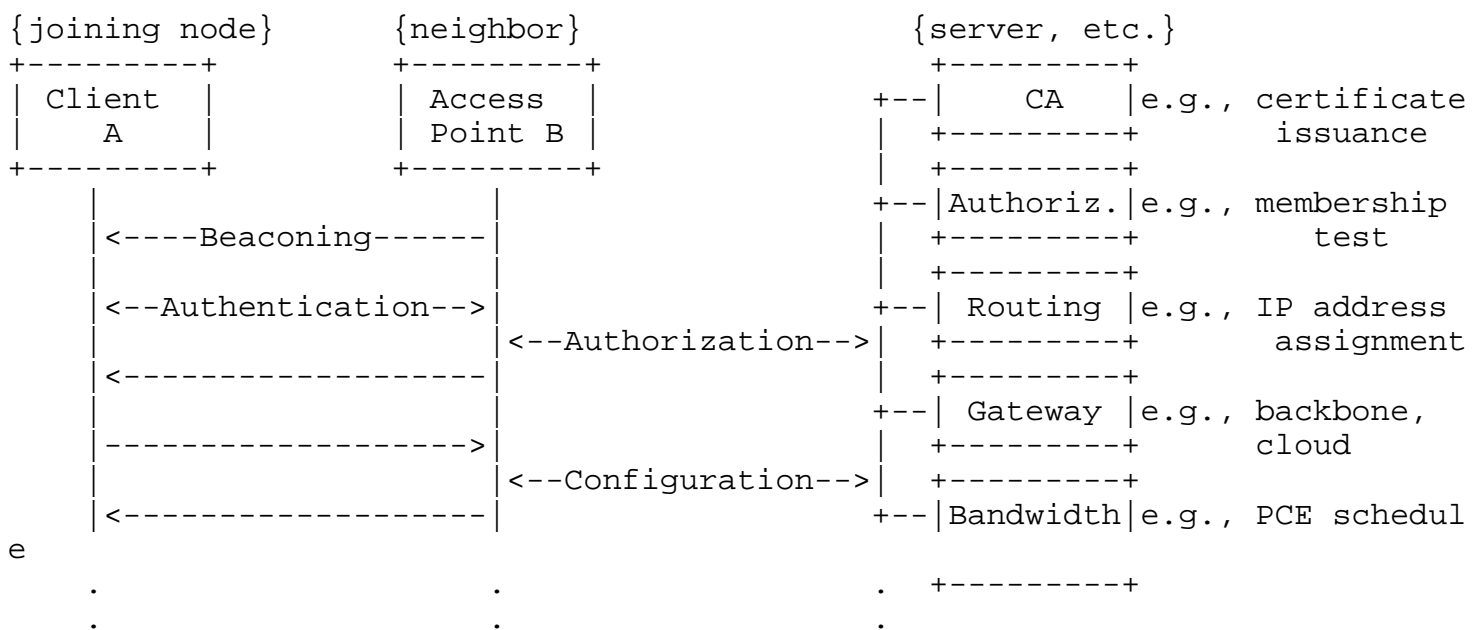 {joining node} {neighbor} {server, etc.}
+---------+ +---------+ +---------+
| Client | | Access | +--| CA |e.g., certificate
| A | | Point B | | +---------+ issuance
+---------+ +---------+ | +---------+
| | +--|Authoriz.|e.g., membership
|<----Beaconing------| | +---------+ test
| | | +---------+
|<--Authentication-->| +--| Routing |e.g., IP address
| |<--Authorization-->| +---------+ assignment
|<-------------------| | +---------+
| | +--| Gateway |e.g., backbone,
|------------------->| | +---------+ cloud
| |<--Configuration-->| +---------+
|<-------------------| +--|Bandwidth|e.g., PCE schedul
e
. . . +---------+
. . .